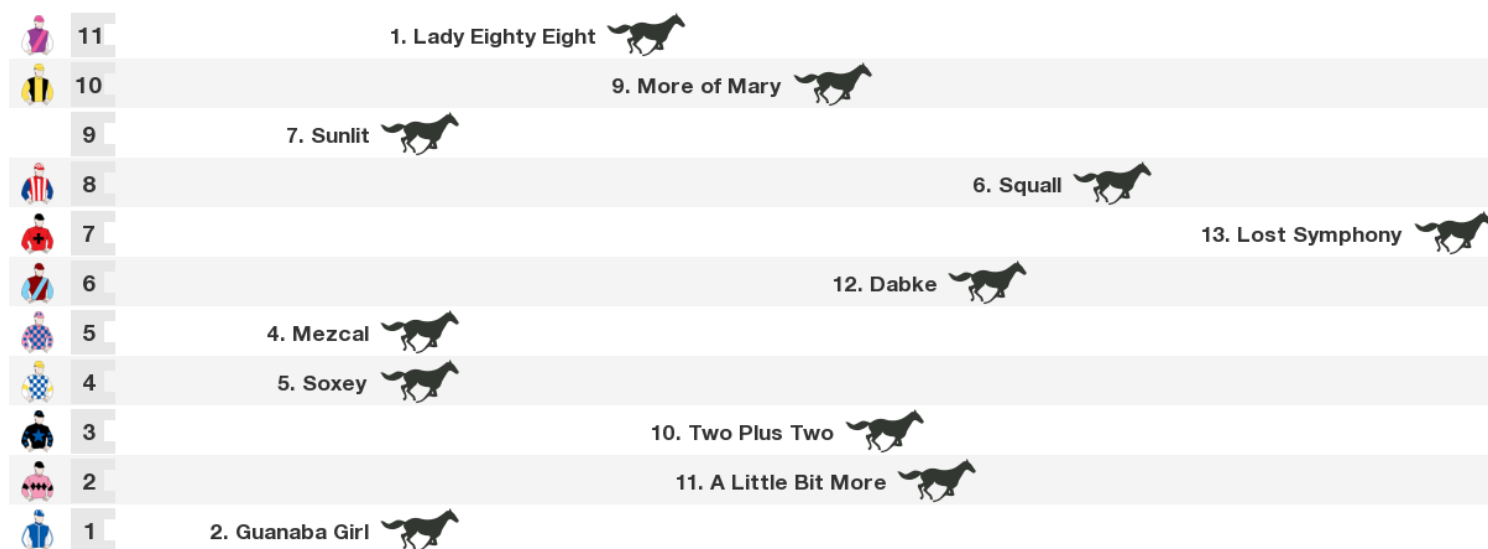 11 1. Lady Eighty Eight
10 9. More of Mary
9 7. Sunlit
8 6. Squall
7 13. Lost Symphony
6 12. Dabke
5 4. Mezcal
4 5. Soxey
3 10. Two Plus Two
2 11. A Little Bit More
1 2. Guanaba Girl